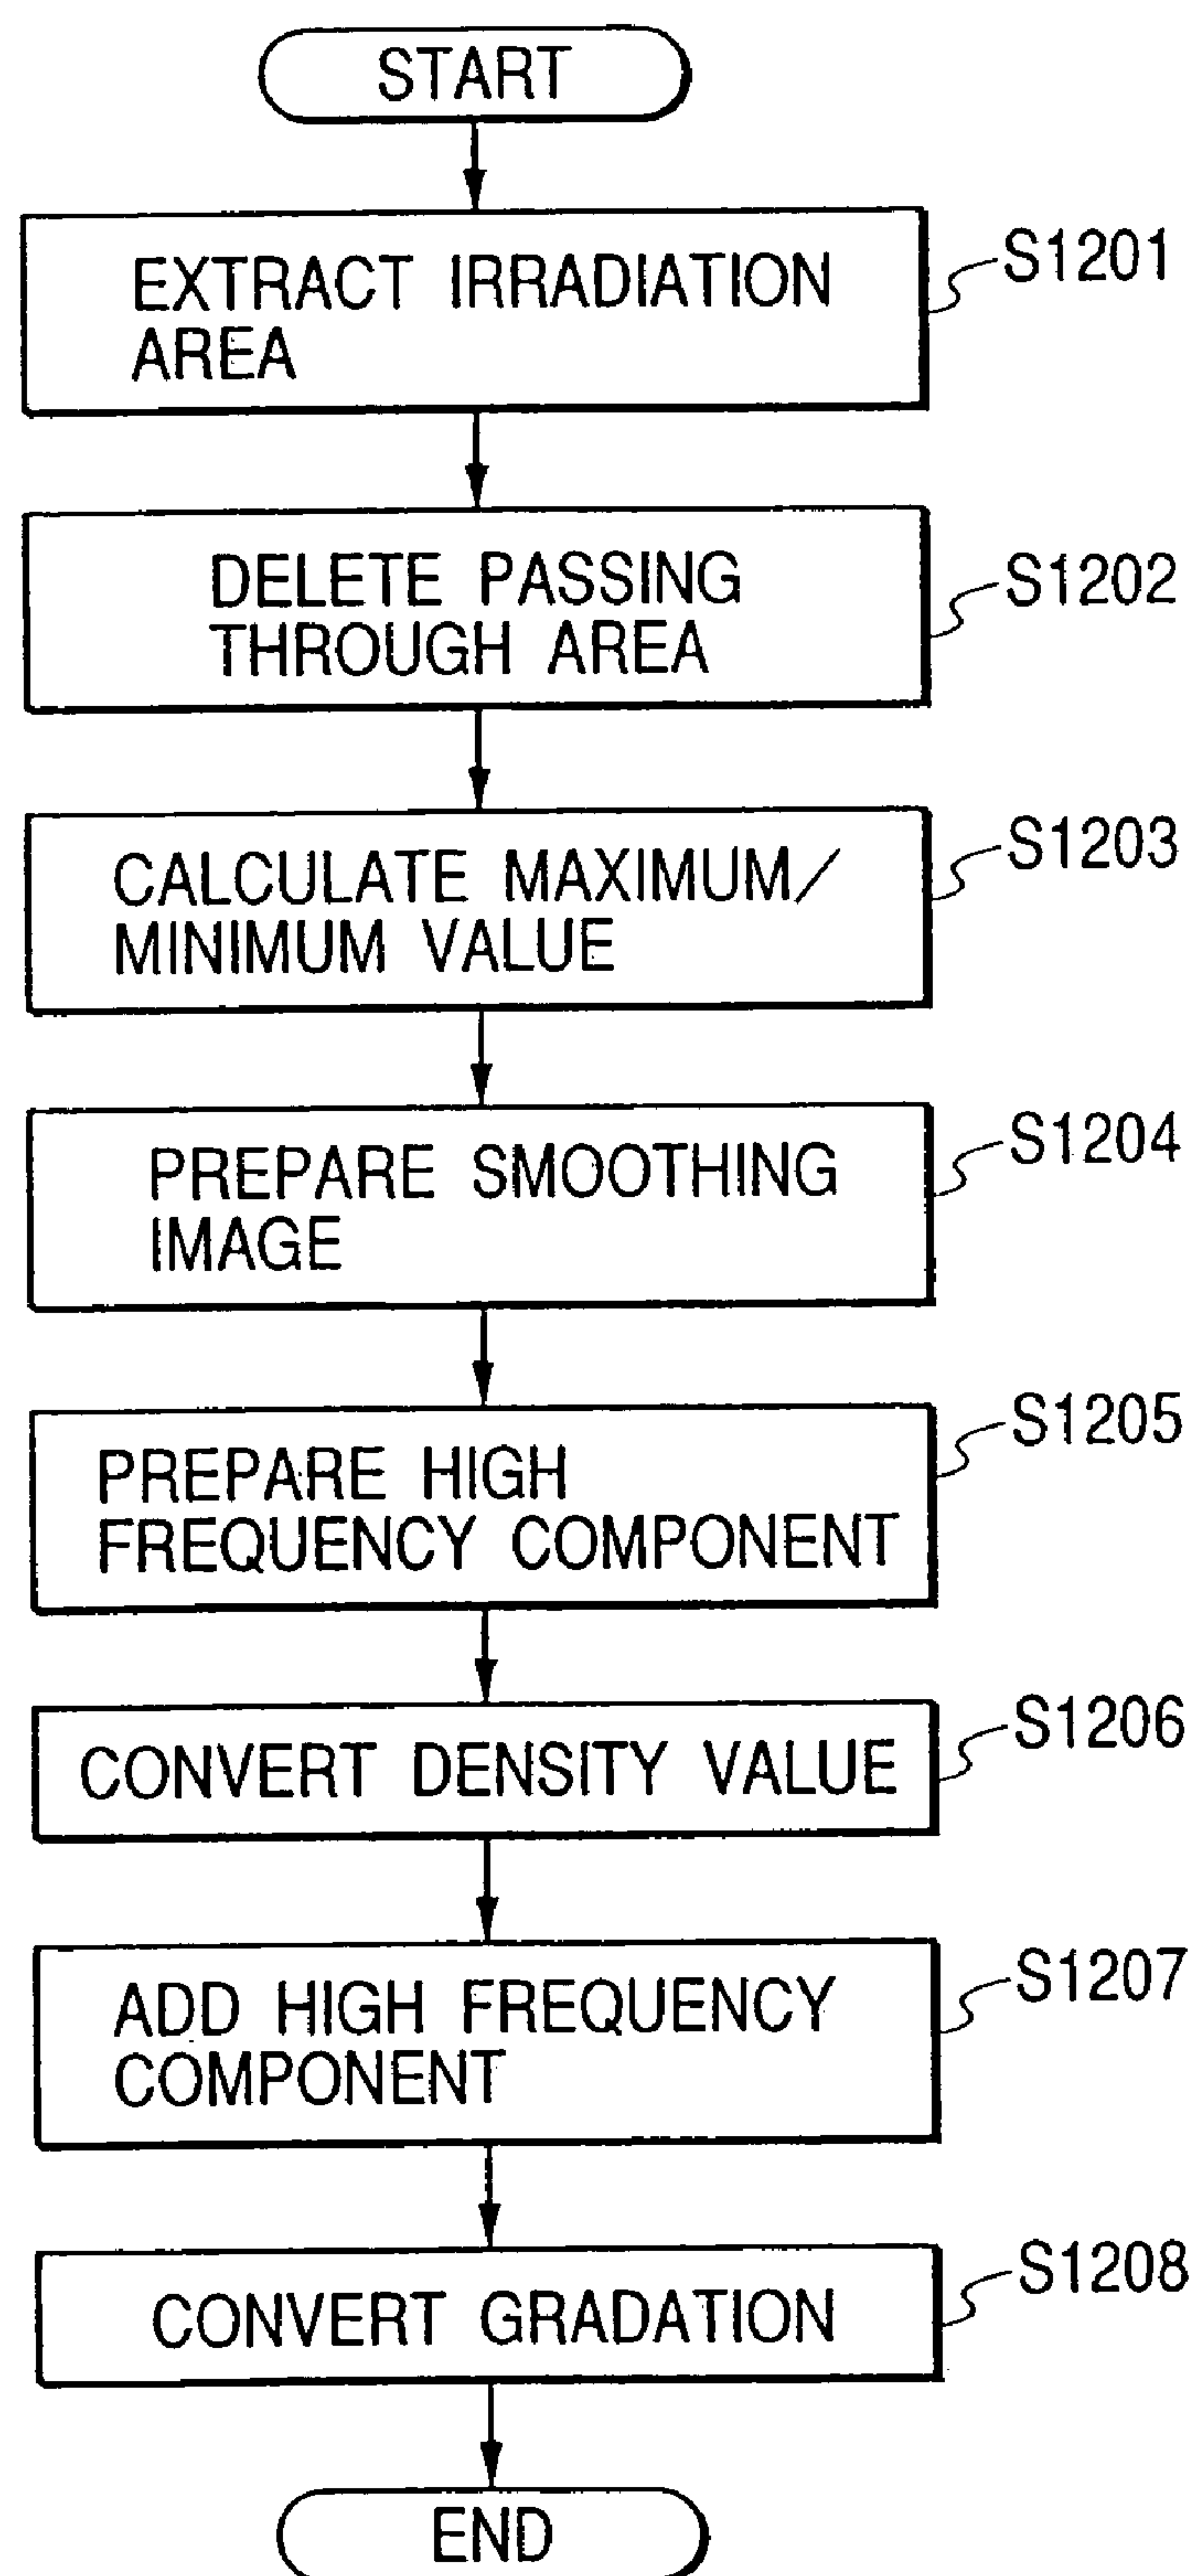 START
EXTRACT IRRADIATION
AREA
S1201
DELETE PASSING
THROUGH AREA
S1202
CALCULATE MAXIMUM/
MINIMUM VALUE
S1203
PREPARE SMOOTHING
IMAGE
S1204
PREPARE HIGH
FREQUENCY COMPONENT
S1205
CONVERT DENSITY VALUE
S1206
ADD HIGH FREQUENCY
COMPONENT
S1207
CONVERT GRADATION
S1208
END